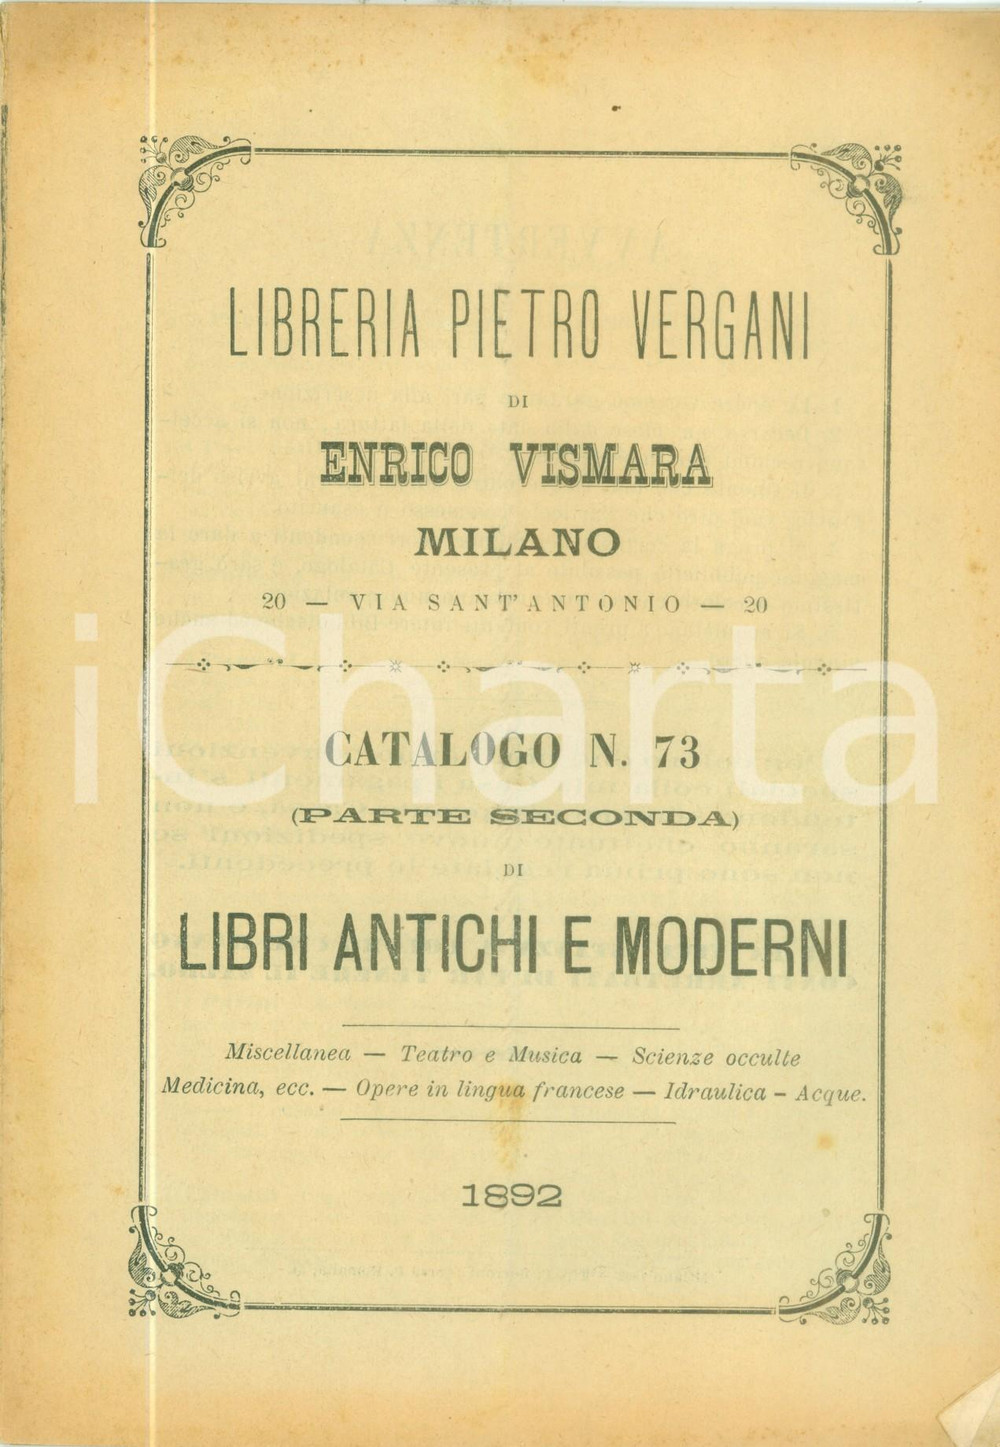 LIBRERIA PIETRO VERGANI
DI
ENRICO VISMARA
MILANO
20 — VIA SANT'ANTONIO — 20
iCharta
CATALOGO N. 73
(PARTE SECONDA)
DI
LIBRI ANTICHI E MODERNI
Miscellanea — Teatro e Musica — Scienze occulte
Medicina, ecc. — Opere in lingua francese — Idraulica - Acque.
1892